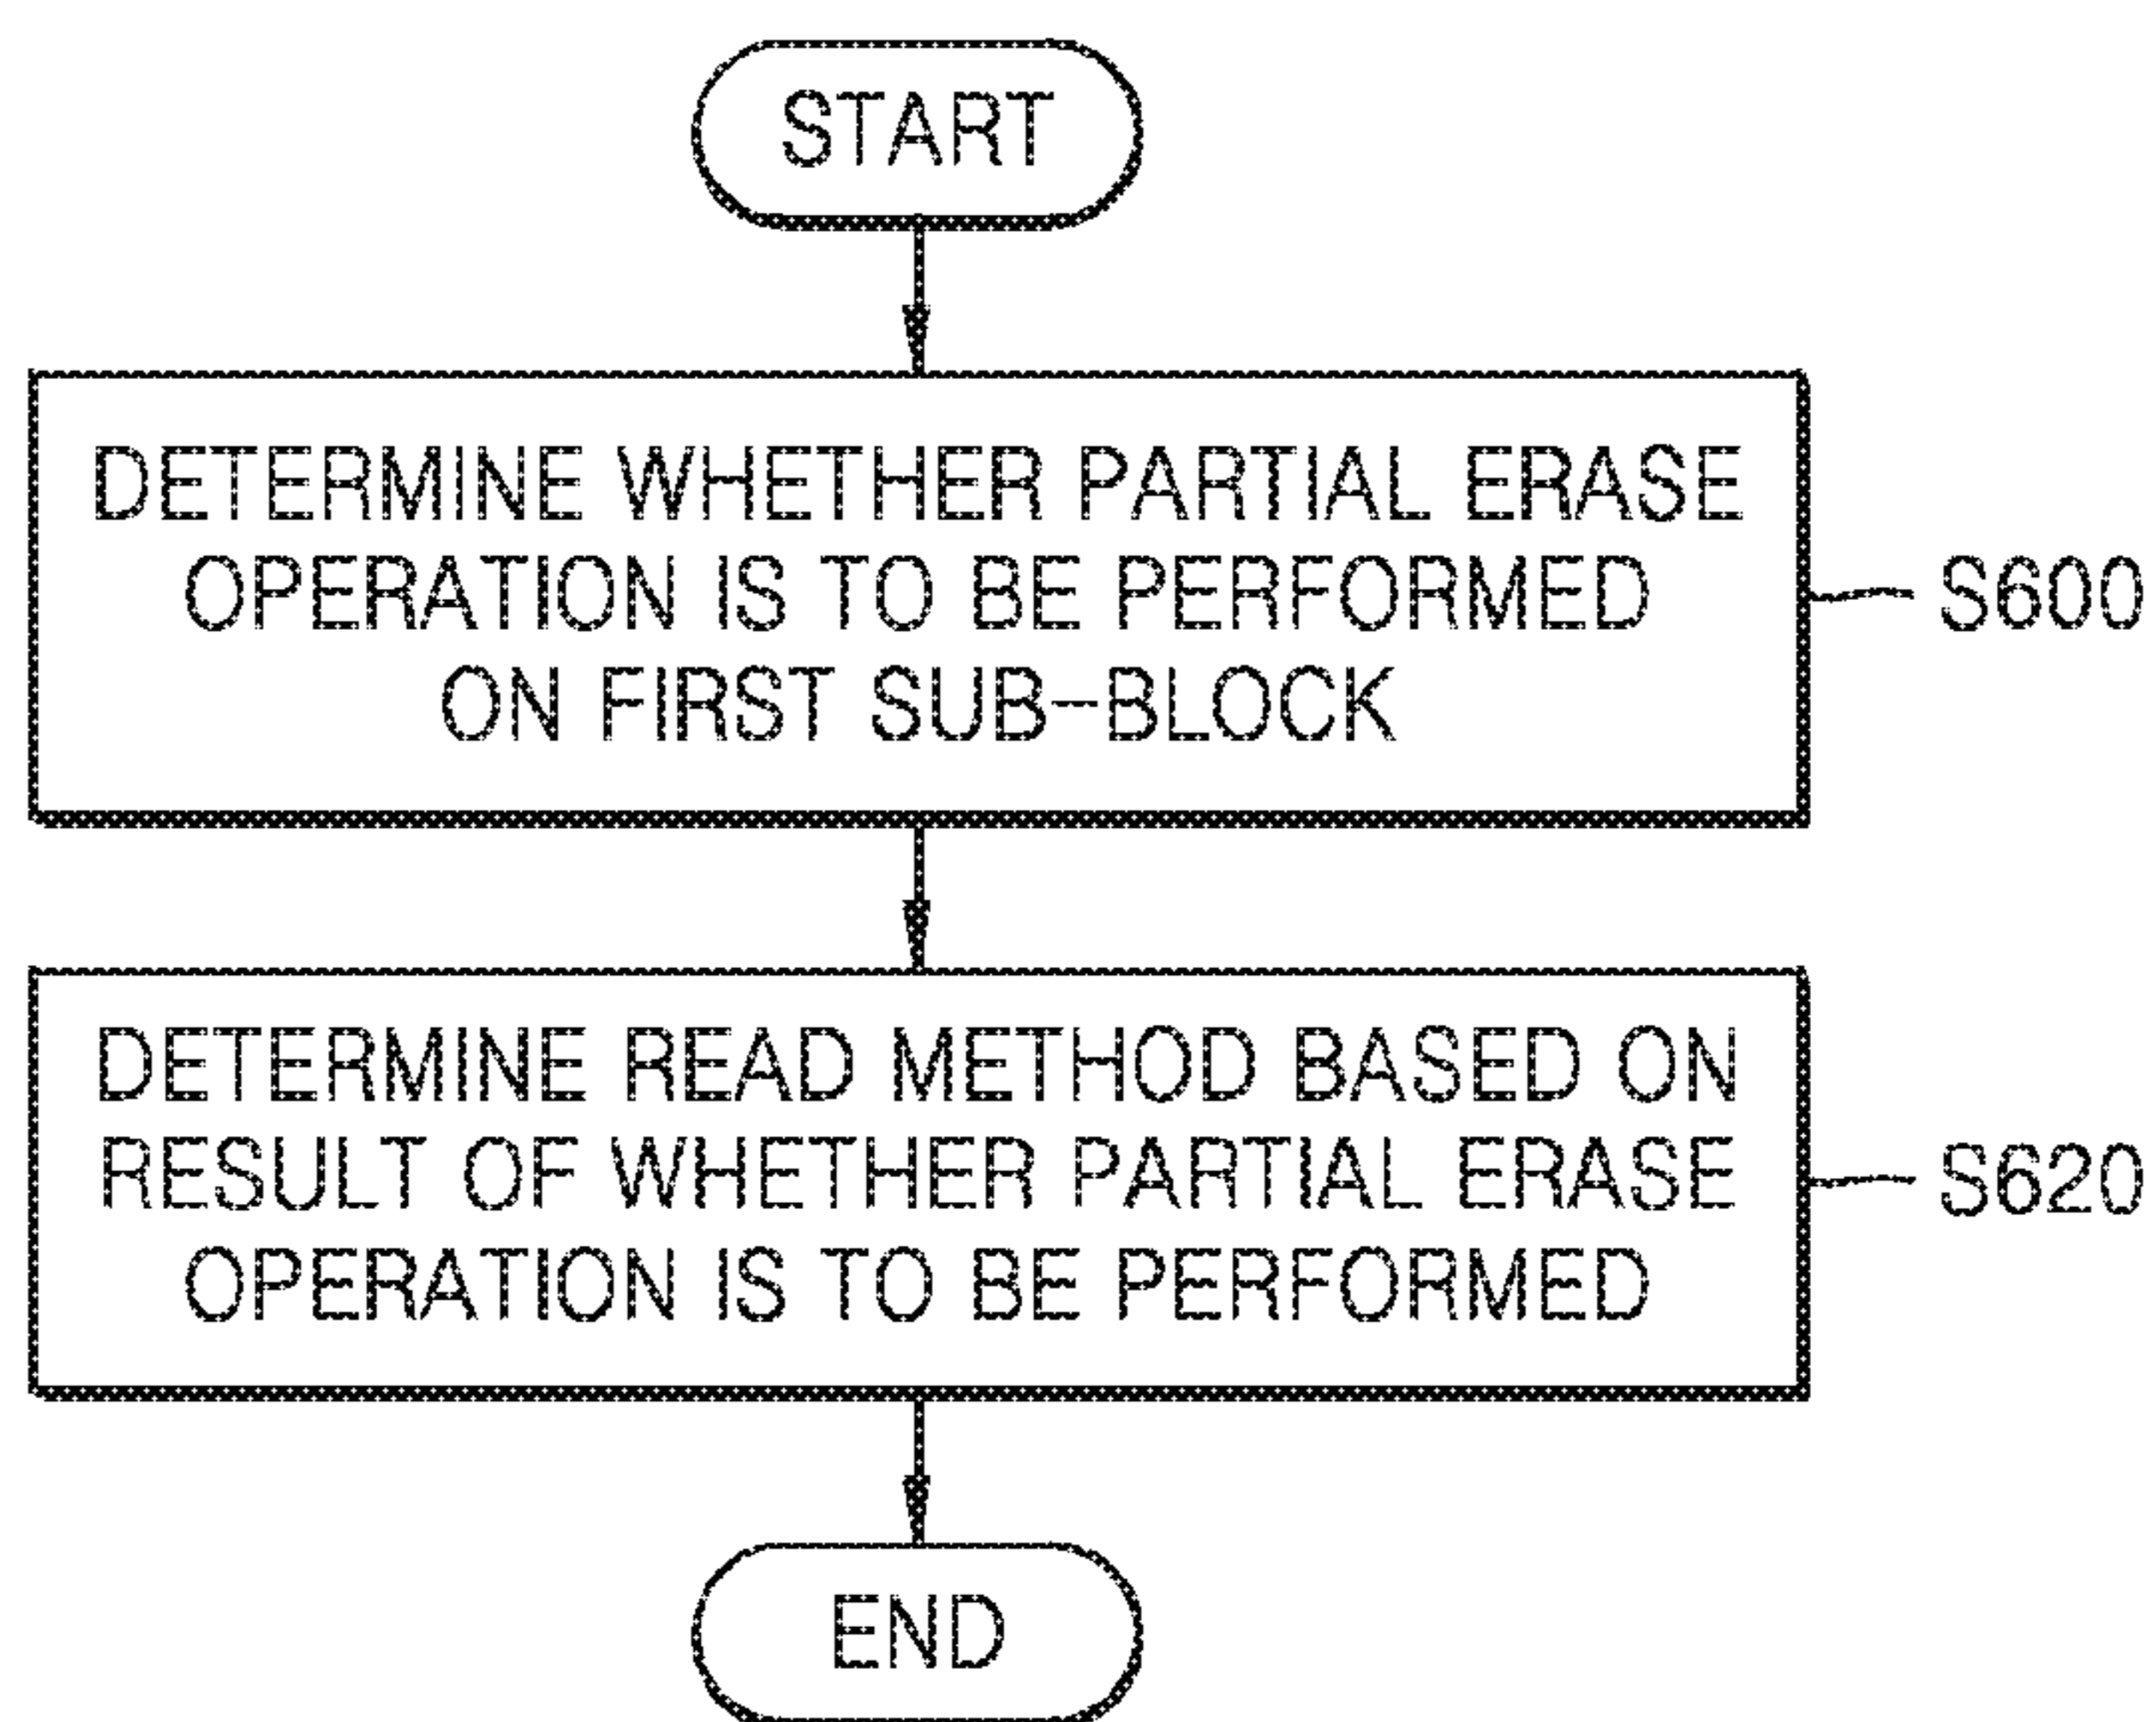 START
DETERMINE WHETHER PARTIAL ERASE
OPERATION IS TO BE PERFORMED
ON FIRST SUB-BLOCK
S600
DETERMINE READ METHOD BASED ON
RESULT OF WHETHER PARTIAL ERASE
OPERATION IS TO BE PERFORMED
S620
END